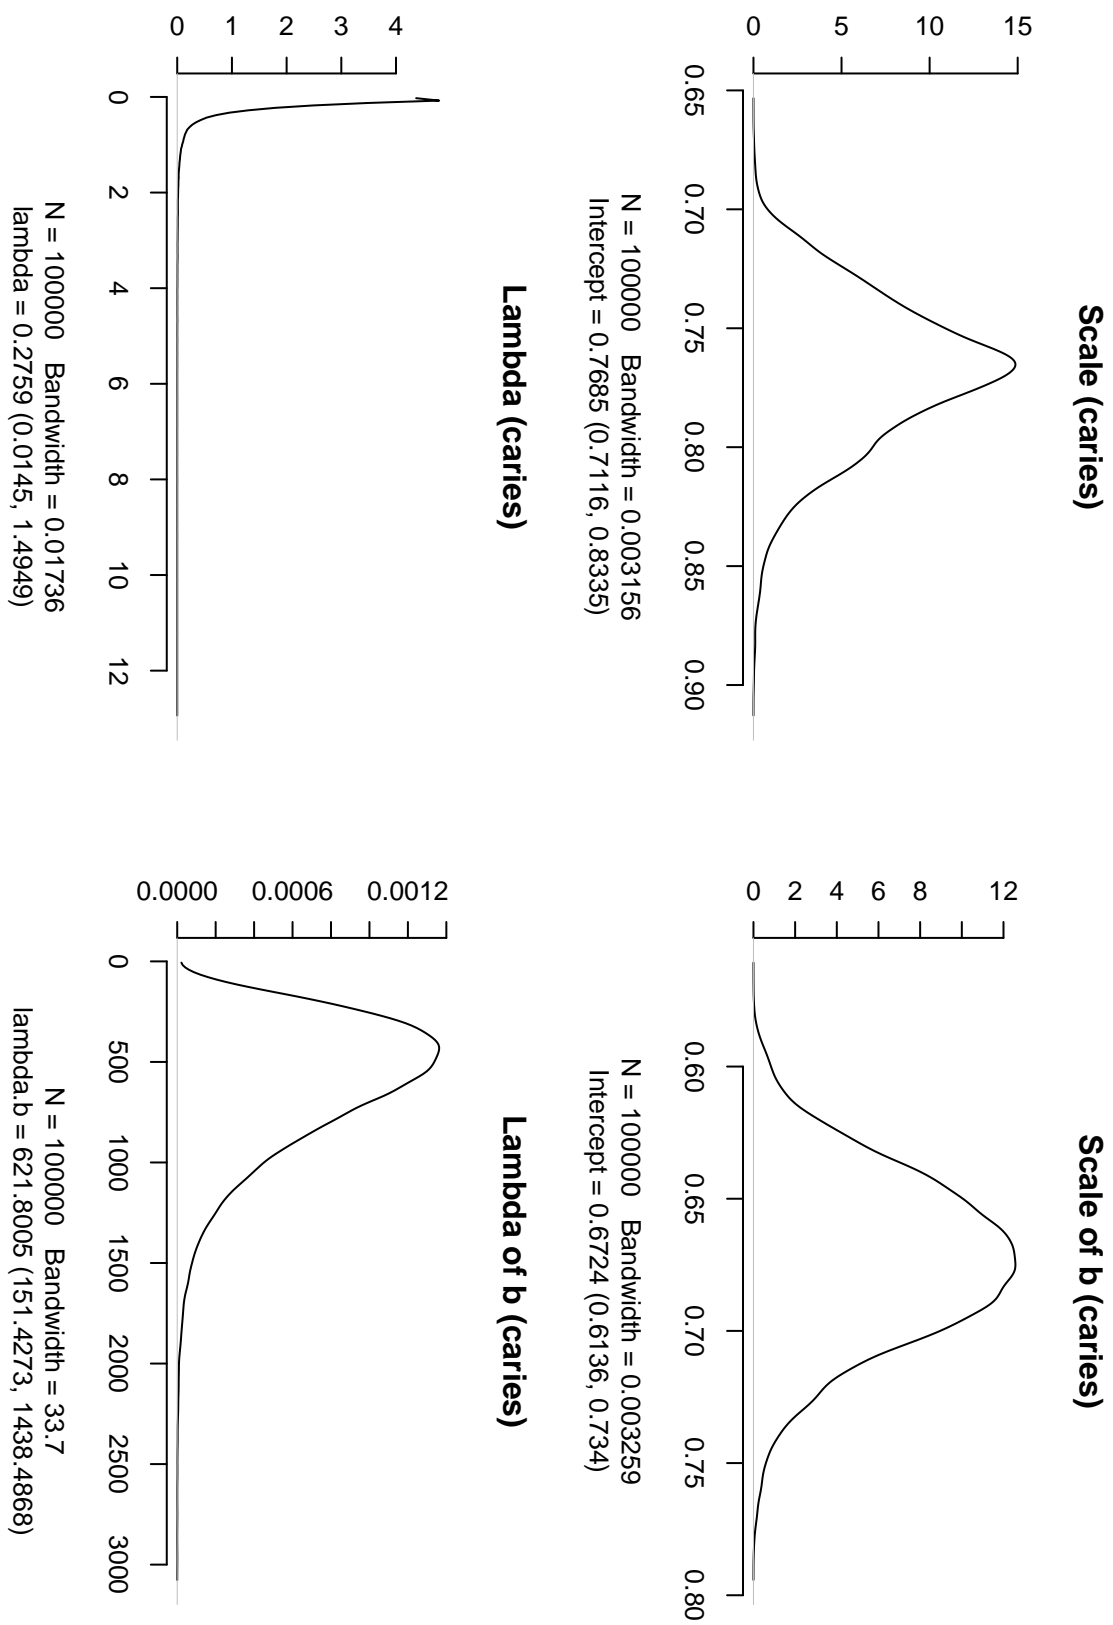 Scale (caries)
0 5 10 15
0.65 0.70 0.75 0.80 0.85 0.90
N = 100000 Bandwidth = 0.003156
Intercept = 0.7685 (0.7116, 0.8335)
Scale of b (caries)
0 2 4 6 8 12
0.60 0.65 0.70 0.75 0.80
N = 100000 Bandwidth = 0.003259
Intercept = 0.6724 (0.6136, 0.734)
Lambda (caries)
0 1 2 3 4
0 2 4 6 8 10 12
N = 100000 Bandwidth = 0.01736
lambda = 0.2759 (0.0145, 1.4949)
Lambda of b (caries)
0.0000 0.0006 0.0012
0 500 1000 1500 2000 2500 3000
N = 100000 Bandwidth = 33.7
lambda.b = 621.8005 (151.4273, 1438.4868)